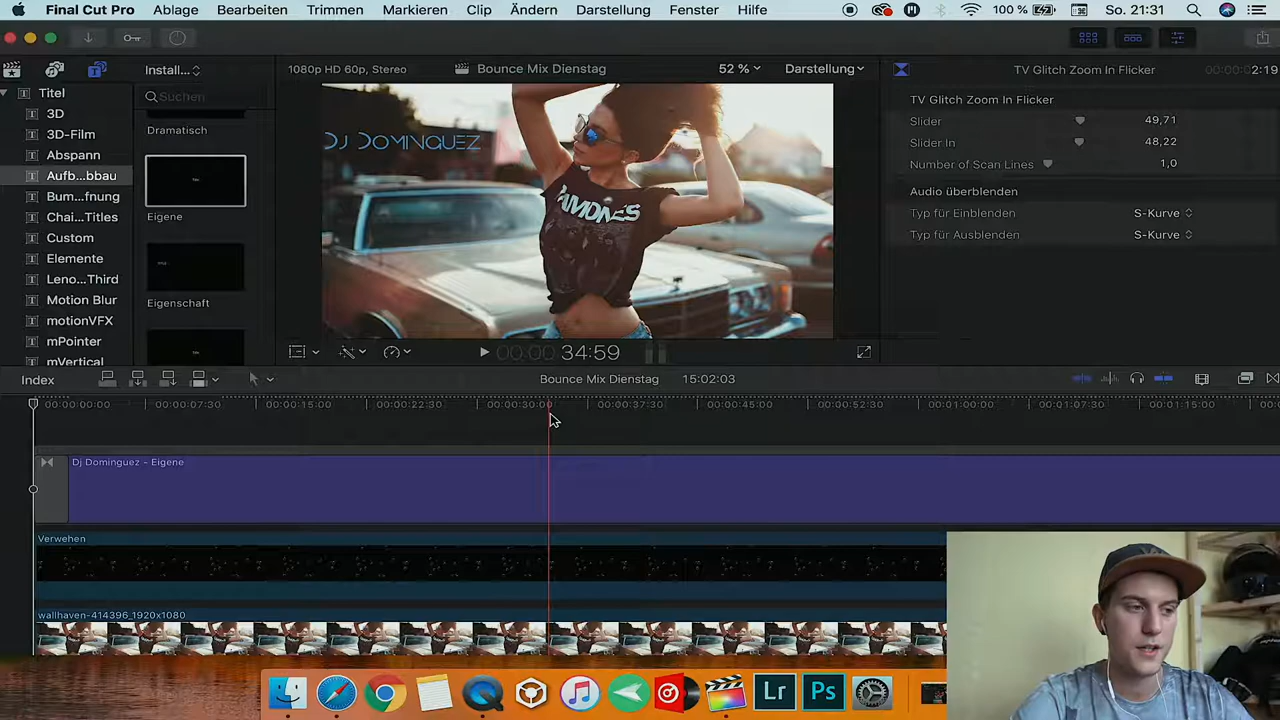 Final Cut Pro Ablage Bearbeiten Trimmen Markieren Clip Ändern Darstellung Fenster Hilfe 100 % So. 21:31
Install... Suchen
1080p HD 60p, Stereo Bounce Mix Dienstag 52 % Darstellung
TV Glitch Zoom In Flicker 2:19
Titel
3D
3D-Film
Abspann
Aufb...bbau
Bum...fnung
Chai...Titles
Custom
Elemente
Leno...Third
Motion Blur
motionVFX
mPointer
mVertical
Dramatisch
Title
Eigene
Eigenschaft
DJ DOMINGUEZ
RAMONES
TV Glitch Zoom In Flicker
Slider 49,71
Slider In 48,22
Number of Scan Lines 1,0
Audio überblenden
Typ für Einblenden S-Kurve
Typ für Ausblenden S-Kurve
00:00 34:59
Index Bounce Mix Dienstag 15:02:03
00:00:00:00 00:00:07:30 00:00:15:00 00:00:22:30 00:00:30:00 00:00:37:30 00:00:45:00 00:00:52:30 00:01:00:00 00:01:07:30 00:01:15:00
Dj Dominguez - Eigene
Verwehen
wallhaven-414396_1920x1080
Lr Ps